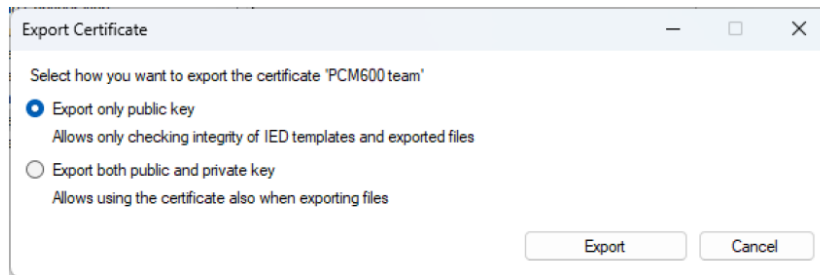 Export Certificate
Select how you want to export the certificate 'PCM600 team'
Export only public key
Allows only checking integrity of IED templates and exported files
Export both public and private key
Allows using the certificate also when exporting files
Export Cancel